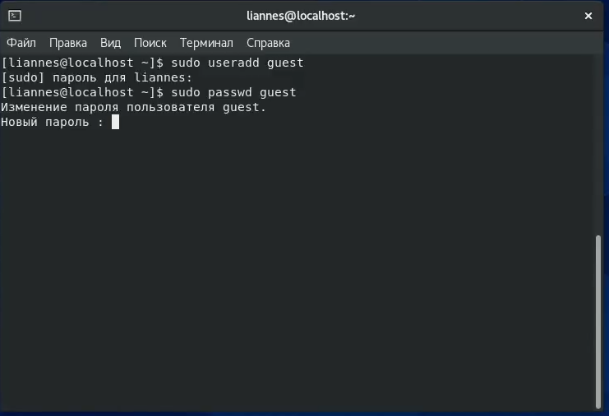 liannes@localhost:~
Файл Правка Вид Поиск Терминал Справка
[liannes@localhost ~]$ sudo useradd guest
[sudo] пароль для liannes:
[liannes@localhost ~]$ sudo passwd guest
Изменение пароля пользователя guest.
Новый пароль :